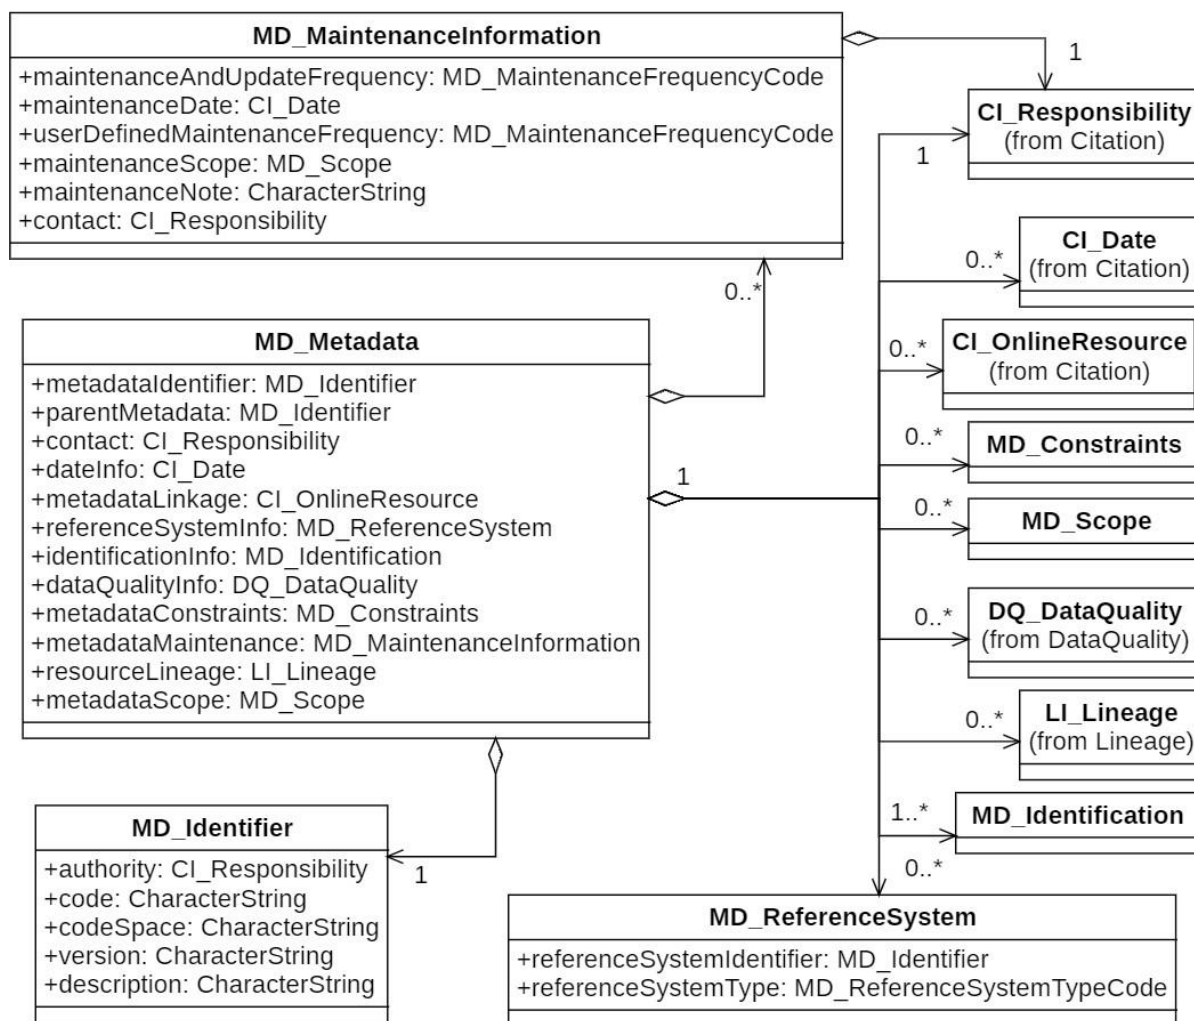 MD_MaintenanceInformation
+maintenanceAndUpdateFrequency: MD_MaintenanceFrequencyCode
+maintenanceDate: CI_Date
+userDefinedMaintenanceFrequency: MD_MaintenanceFrequencyCode
+maintenanceScope: MD_Scope
+maintenanceNote: CharacterString
+contact: CI_Responsibility
1
CI_Responsibility
(from Citation)
1
CI_Date
(from Citation)
0..*
0..*
CI_OnlineResource
(from Citation)
0..*
MD_Metadata
+metadataIdentifier: MD_Identifier
+parentMetadata: MD_Identifier
+contact: CI_Responsibility
+dateInfo: CI_Date
+metadataLinkage: CI_OnlineResource
+referenceSystemInfo: MD_ReferenceSystem
+identificationInfo: MD_Identification
+dataQualityInfo: DQ_DataQuality
+metadataConstraints: MD_Constraints
+metadataMaintenance: MD_MaintenanceInformation
+resourceLineage: LI_Lineage
+metadataScope: MD_Scope
1
0..*
MD_Constraints
0..*
MD_Scope
0..*
DQ_DataQuality
(from DataQuality)
0..*
LI_Lineage
(from Lineage)
1..*
MD_Identification
0..*
MD_Identifier
+authority: CI_Responsibility
+code: CharacterString
+codeSpace: CharacterString
+version: CharacterString
+description: CharacterString
1
MD_ReferenceSystem
+referenceSystemIdentifier: MD_Identifier
+referenceSystemType: MD_ReferenceSystemTypeCode